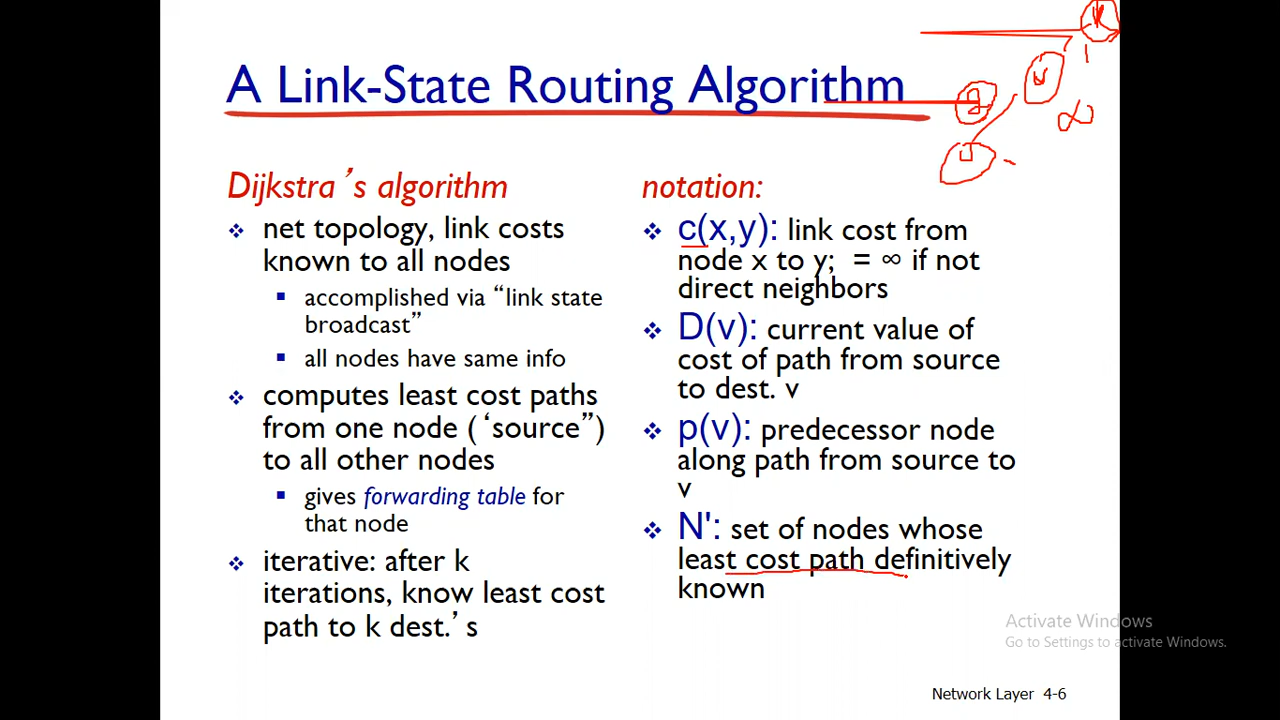 A Link-State Routing Algorithm
Dijkstra's algorithm
net topology, link costs
known to all nodes
accomplished via “link state
broadcast”
all nodes have same info
computes least cost paths
from one node (‘source”)
to all other nodes
gives forwarding table for
that node
iterative: after k
iterations, know least cost
path to k dest.’s
notation:
c(x,y): link cost from
node x to y; = ∞ if not
direct neighbors
D(v): current value of
cost of path from source
to dest. v
p(v): predecessor node
along path from source to
v
N': set of nodes whose
least cost path definitively
known
Activate Windows
Go to Settings to activate Windows.
Network Layer 4-6